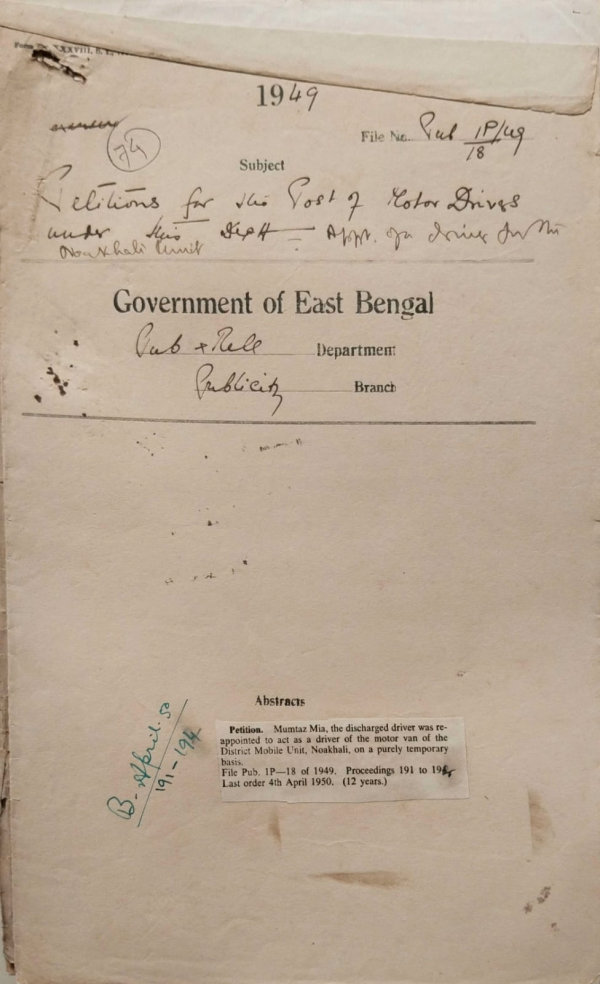 1949
74
File No. Pub 1P/49
18
Subject
Petitions for the Post of Motor Drivers
under this Deptt - Appt. of a driver for the
Noakhali Unit
Government of East Bengal
Pub & Rell Department
Publicity Branch
Abstracts
B-April.50
191-194
Petition. Mumtaz Mia, the discharged driver was re-
appointed to act as a driver of the motor van of the
District Mobile Unit, Noakhali, on a purely temporary
basis.
File Pub. 1P—18 of 1949. Proceedings 191 to 194.
Last order 4th April 1950. (12 years.)